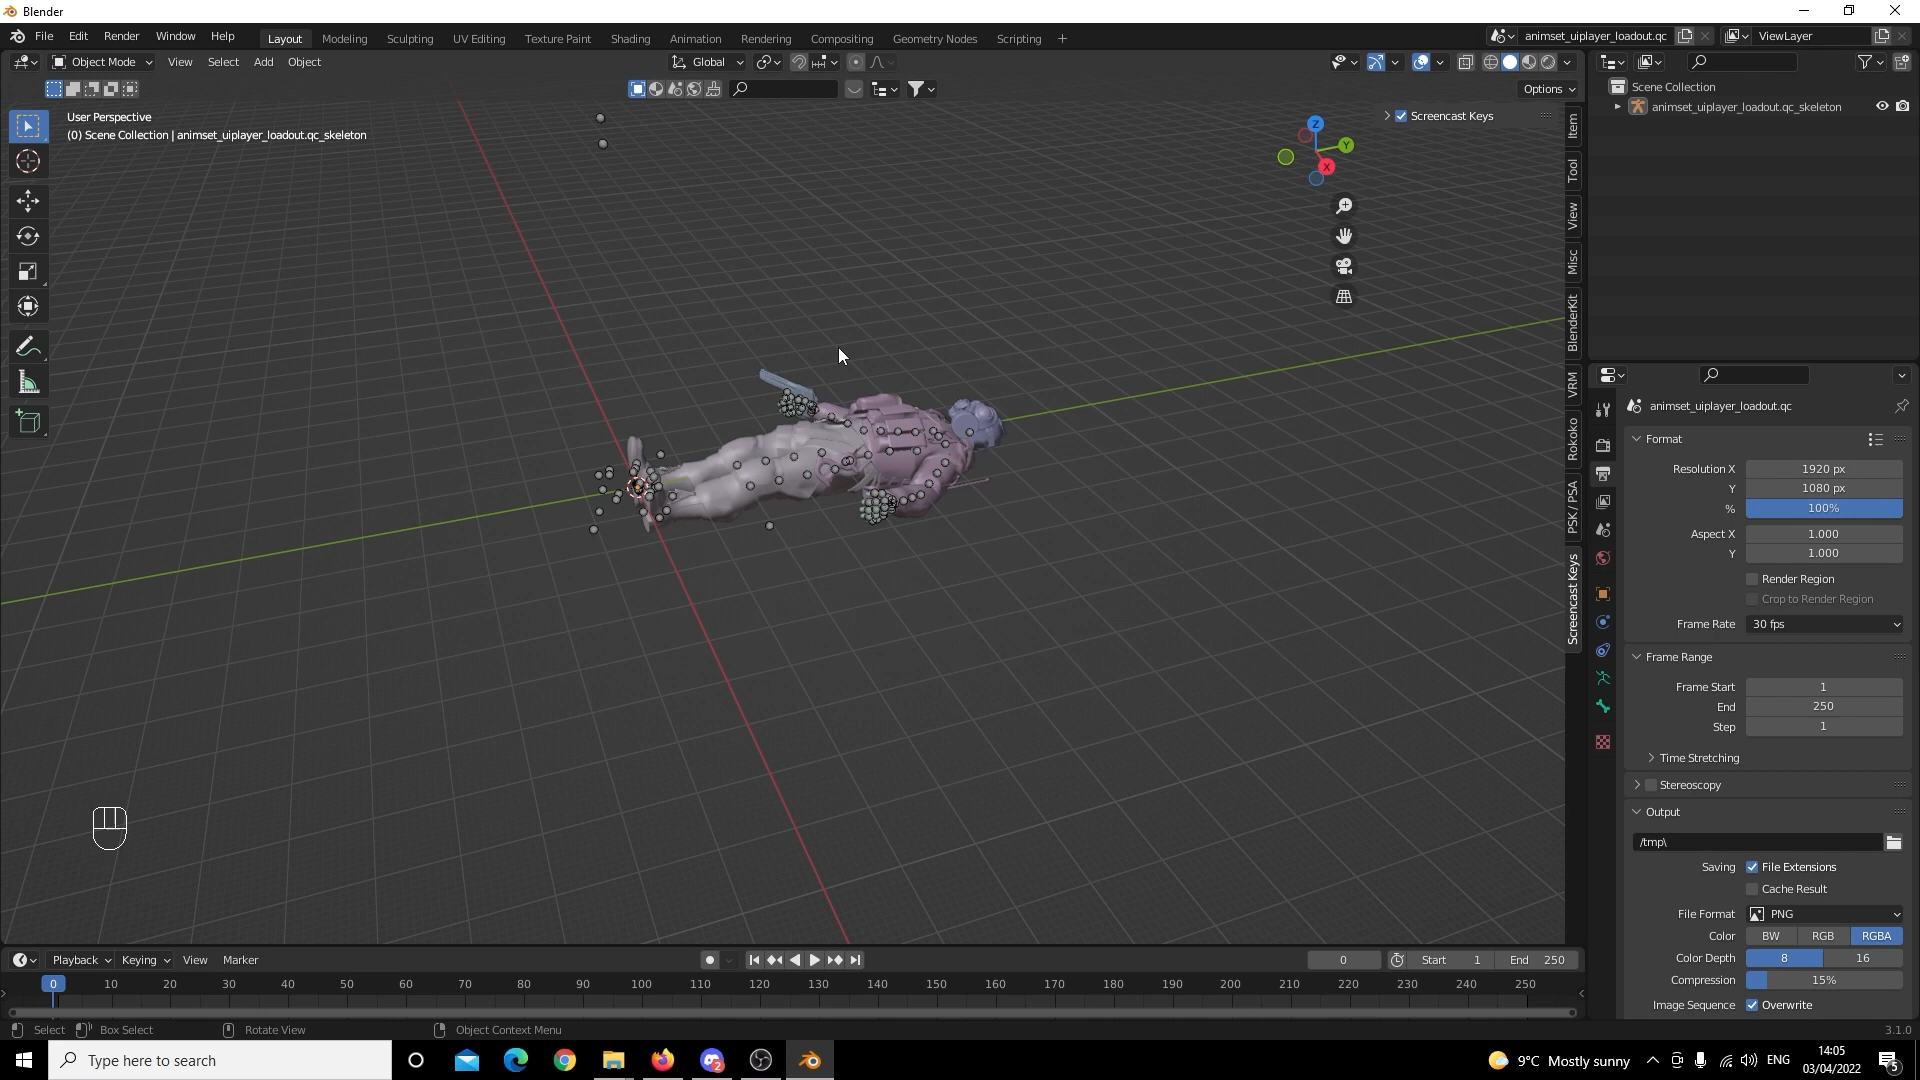 Blender
File Edit Render Window Help
Layout Modeling Sculpting UV Editing Texture Paint Shading Animation Rendering Compositing Geometry Nodes Scripting +
animset_uiplayer_loadout.qc ViewLayer
Object Mode View Select Add Object
Global
Options
User Perspective
(0) Scene Collection | animset_uiplayer_loadout.qc_skeleton
Screencast Keys
Z
Y
X
Item
Tool
View
Misc
BlenderKit
VRM
Rokoko
PSK / PSA
Screencast Keys
Scene Collection
animset_uiplayer_loadout.qc_skeleton
animset_uiplayer_loadout.qc
Format
Resolution X 1920 px
Y 1080 px
% 100%
Aspect X 1.000
Y 1.000
Render Region
Crop to Render Region
Frame Rate 30 fps
Frame Range
Frame Start 1
End 250
Step 1
Time Stretching
Stereoscopy
Output
/tmp\
Saving File Extensions
Cache Result
File Format PNG
Color BW RGB RGBA
Color Depth 8 16
Compression 15%
Image Sequence Overwrite
Playback Keying View Marker
0 Start 1 End 250
0 10 20 30 40 50 60 70 80 90 100 110 120 130 140 150 160 170 180 190 200 210 220 230 240 250
Select Box Select Rotate View Object Context Menu
3.1.0
Type here to search
2
9°C Mostly sunny
ENG
14:05
03/04/2022
5